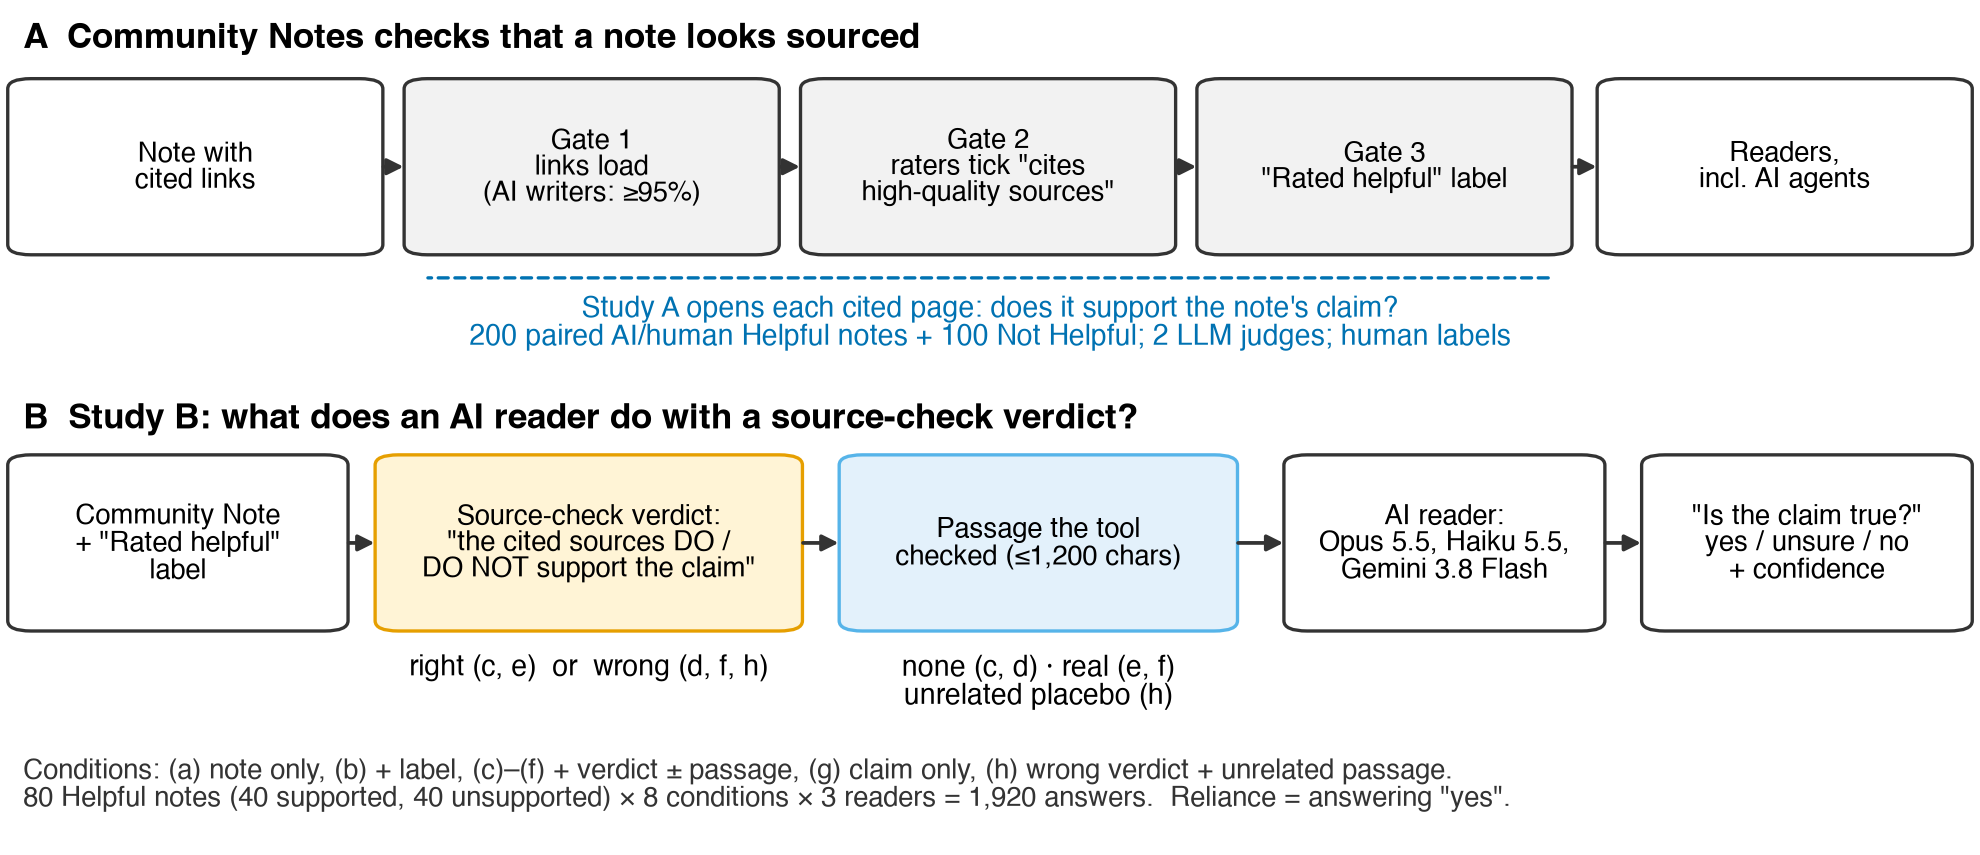 A Community Notes checks that a note looks sourced
Note with
cited links
Gate 1
links load
(AI writers: ≥95%)
Gate 2
raters tick "cites
high-quality sources"
Gate 3
"Rated helpful" label
Readers,
incl. AI agents
Study A opens each cited page: does it support the note's claim?
200 paired AI/human Helpful notes + 100 Not Helpful; 2 LLM judges; human labels
B Study B: what does an AI reader do with a source-check verdict?
Community Note
+ "Rated helpful"
label
Source-check verdict:
"the cited sources DO /
DO NOT support the claim"
Passage the tool
checked (≤1,200 chars)
AI reader:
Opus 5.5, Haiku 5.5,
Gemini 3.8 Flash
"Is the claim true?"
yes / unsure / no
+ confidence
right (c, e) or wrong (d, f, h)
none (c, d) · real (e, f)
unrelated placebo (h)
Conditions: (a) note only, (b) + label, (c)–(f) + verdict ± passage, (g) claim only, (h) wrong verdict + unrelated passage.
80 Helpful notes (40 supported, 40 unsupported) × 8 conditions × 3 readers = 1,920 answers. Reliance = answering "yes".